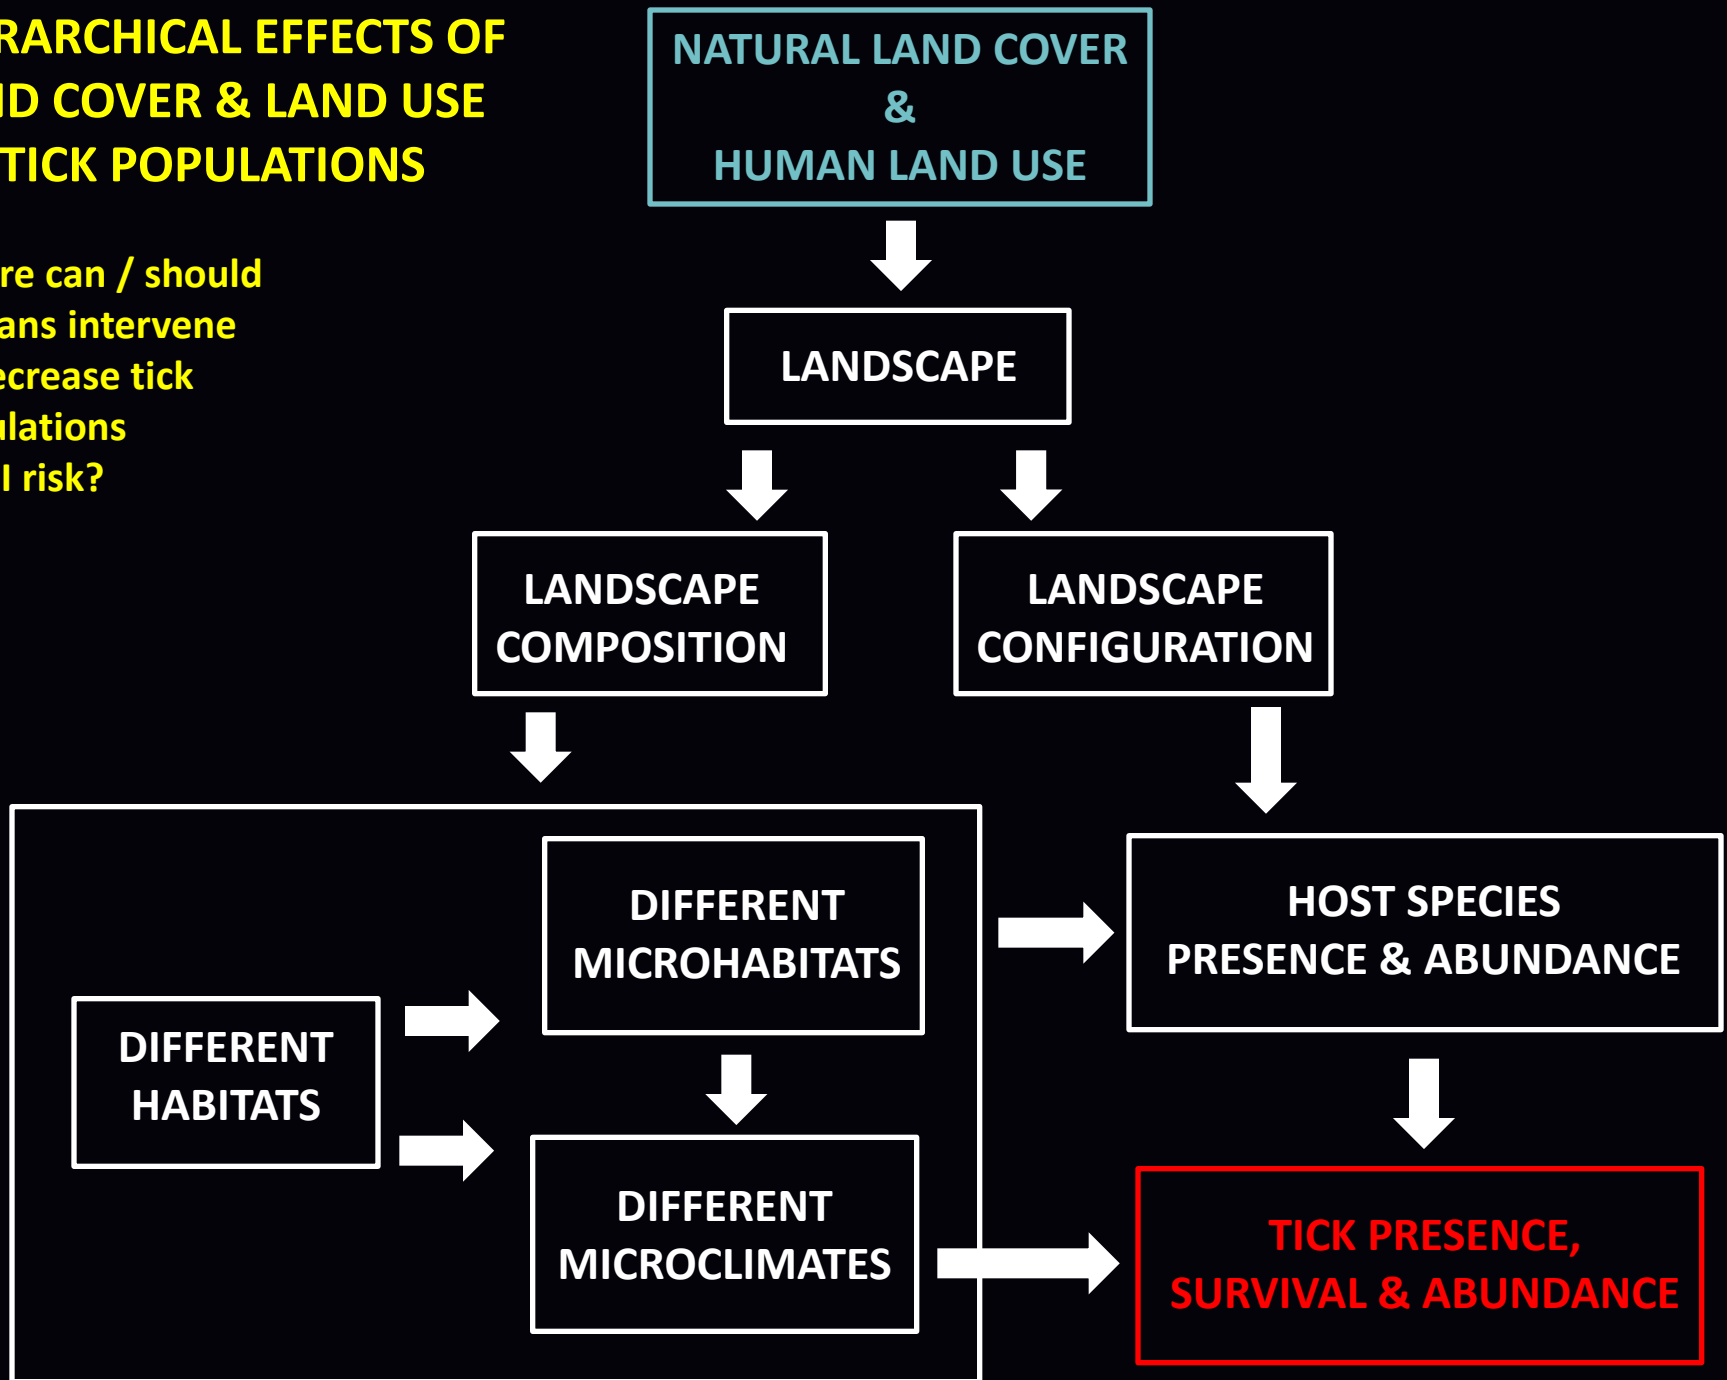 RARCHICAL EFFECTS OF
ND COVER & LAND USE
TICK POPULATIONS
re can / should
ans intervene
ecrease tick
ulations
I risk?
NATURAL LAND COVER
&
HUMAN LAND USE
LANDSCAPE
LANDSCAPE
COMPOSITION
LANDSCAPE
CONFIGURATION
DIFFERENT
MICROHABITATS
HOST SPECIES
PRESENCE & ABUNDANCE
DIFFERENT
HABITATS
DIFFERENT
MICROCLIMATES
TICK PRESENCE,
SURVIVAL & ABUNDANCE